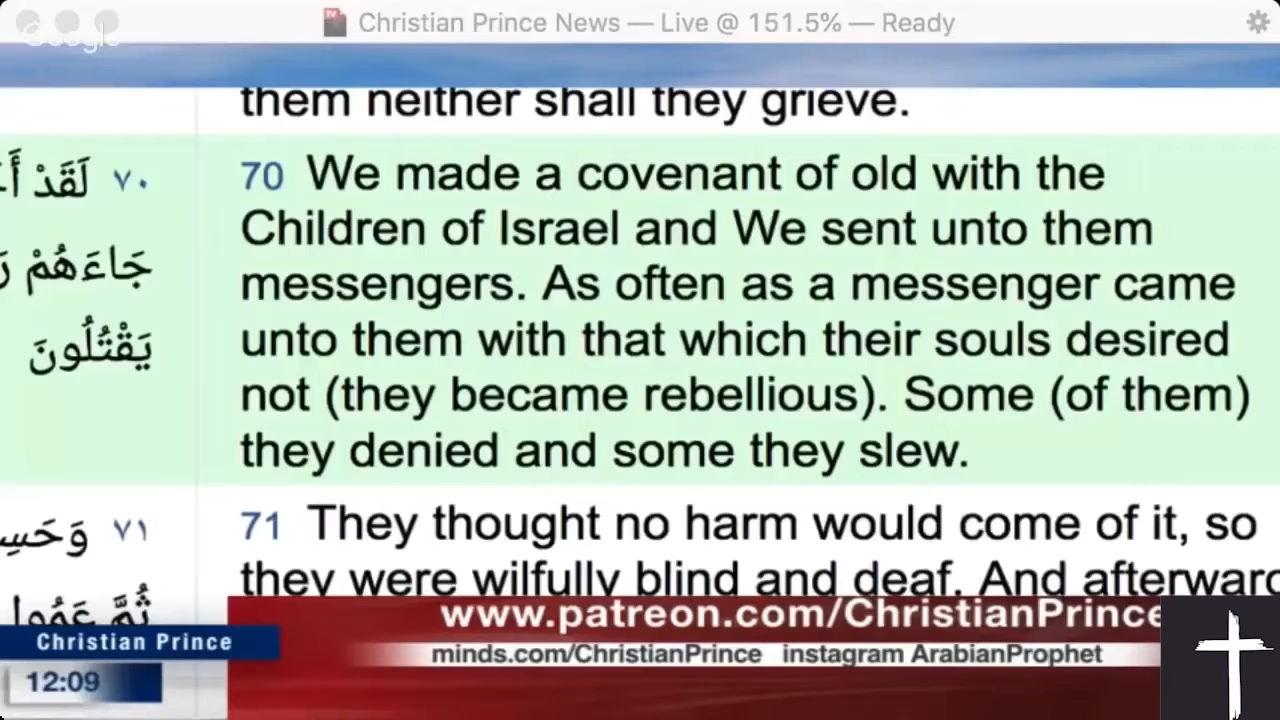 Christian Prince News — Live @ 151.5% — Ready
Google
them neither shall they grieve.
70 We made a covenant of old with the
Children of Israel and We sent unto them
messengers. As often as a messenger came
unto them with that which their souls desired
not (they became rebellious). Some (of them)
they denied and some they slew.
٧٠ لَقَدْ
جَاءَهُمْ
يَقْتُلُونَ
71 They thought no harm would come of it, so
they were wilfully blind and deaf. And afterward
٧١
ثُمَّ
www.patreon.com/ChristianPrince
minds.com/ChristianPrince instagram ArabianProphet
Christian Prince
12:09